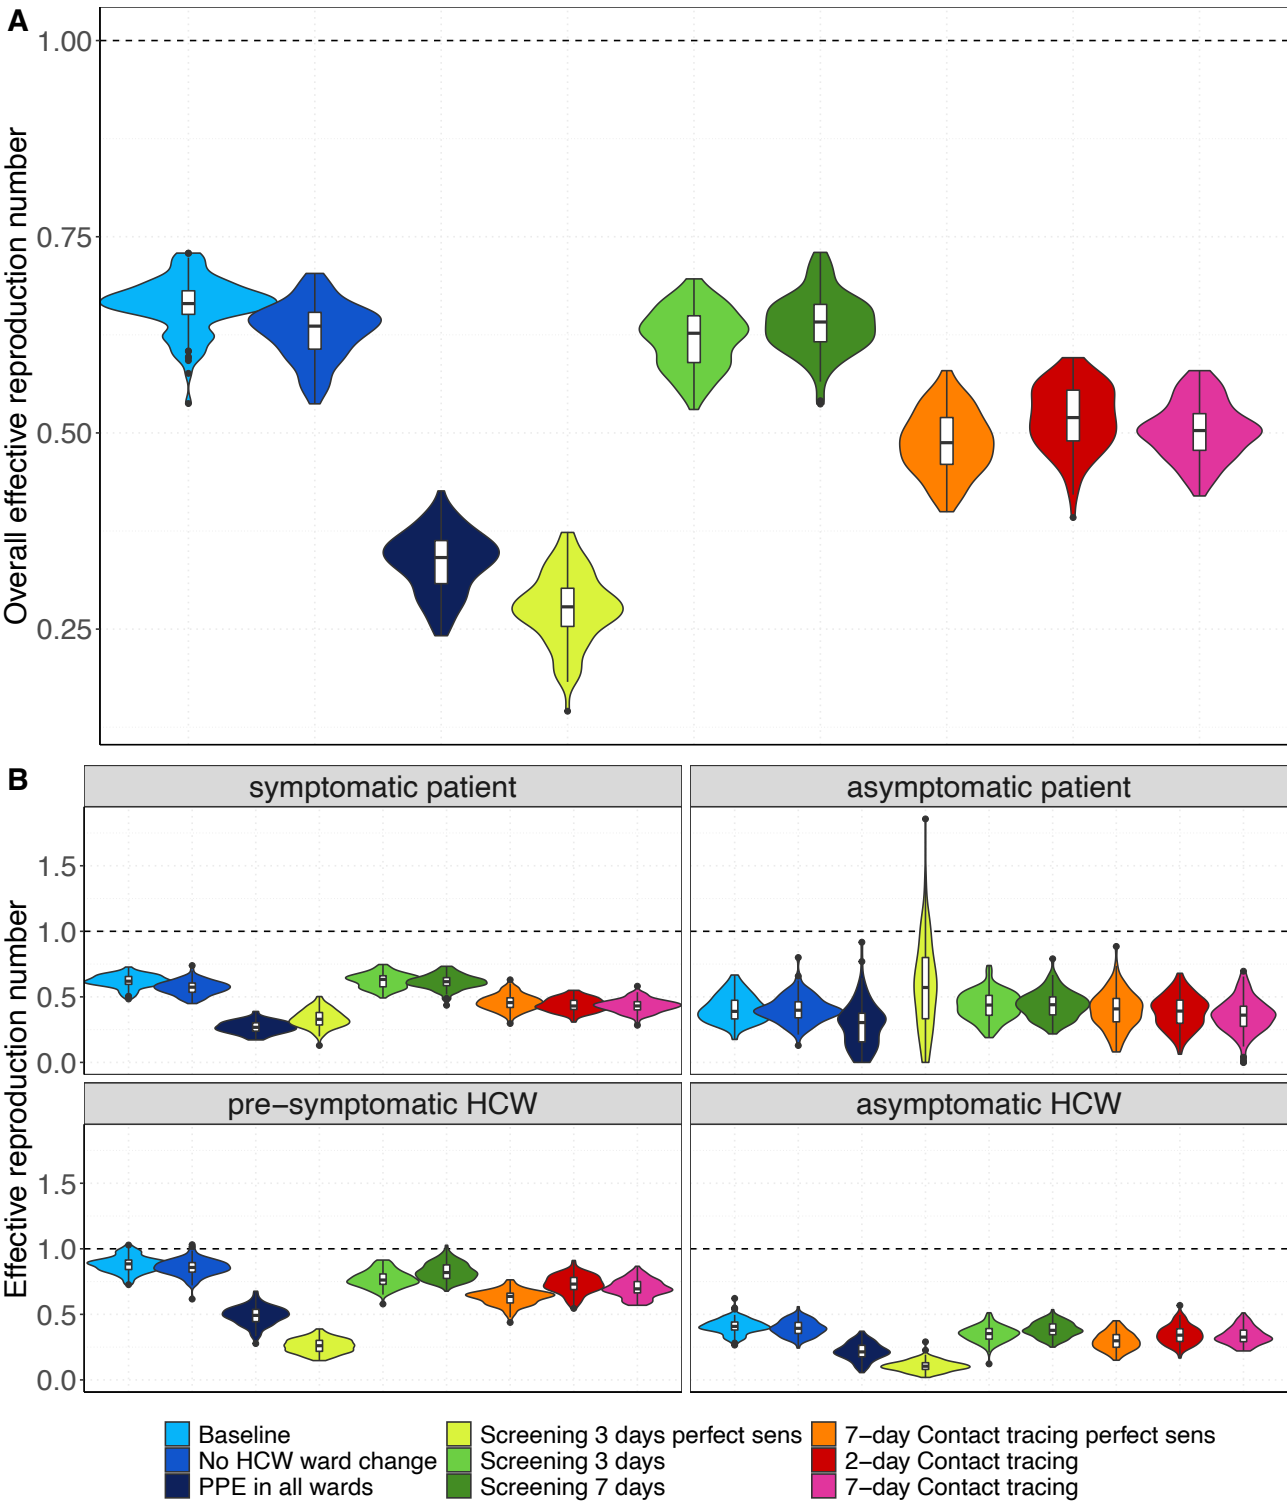 A
Overall effective reproduction number
1.00
0.75
0.50
0.25
B
Effective reproduction number
symptomatic patient
asymptomatic patient
1.5
1.0
0.5
0.0
pre−symptomatic HCW
asymptomatic HCW
1.5
1.0
0.5
0.0
Baseline
No HCW ward change
PPE in all wards
Screening 3 days perfect sens
Screening 3 days
Screening 7 days
7−day Contact tracing perfect sens
2−day Contact tracing
7−day Contact tracing